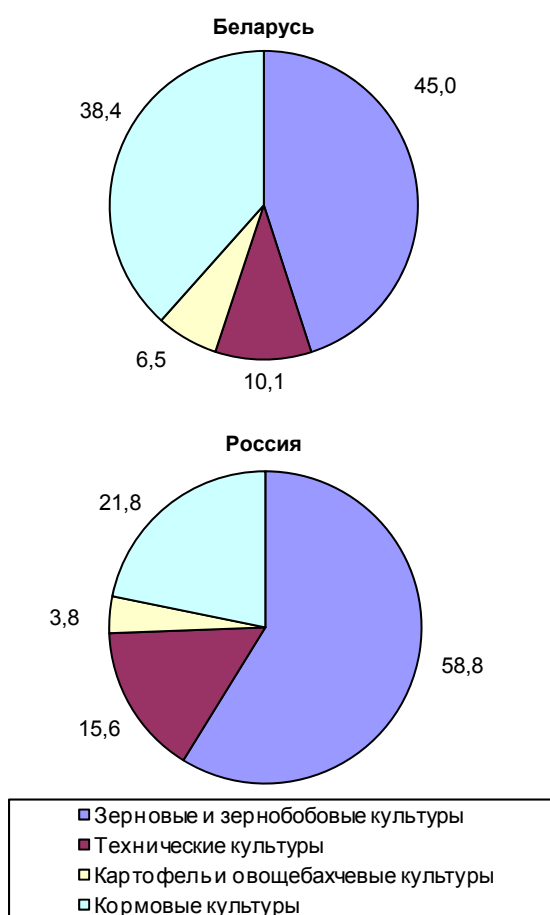 Беларусь
45,0
38,4
6,5
10,1
Россия
21,8
3,8
58,8
15,6
Зерновые и зернобобовые культуры
Технические культуры
Картофель и овощебахчевые культуры
Кормовые культуры